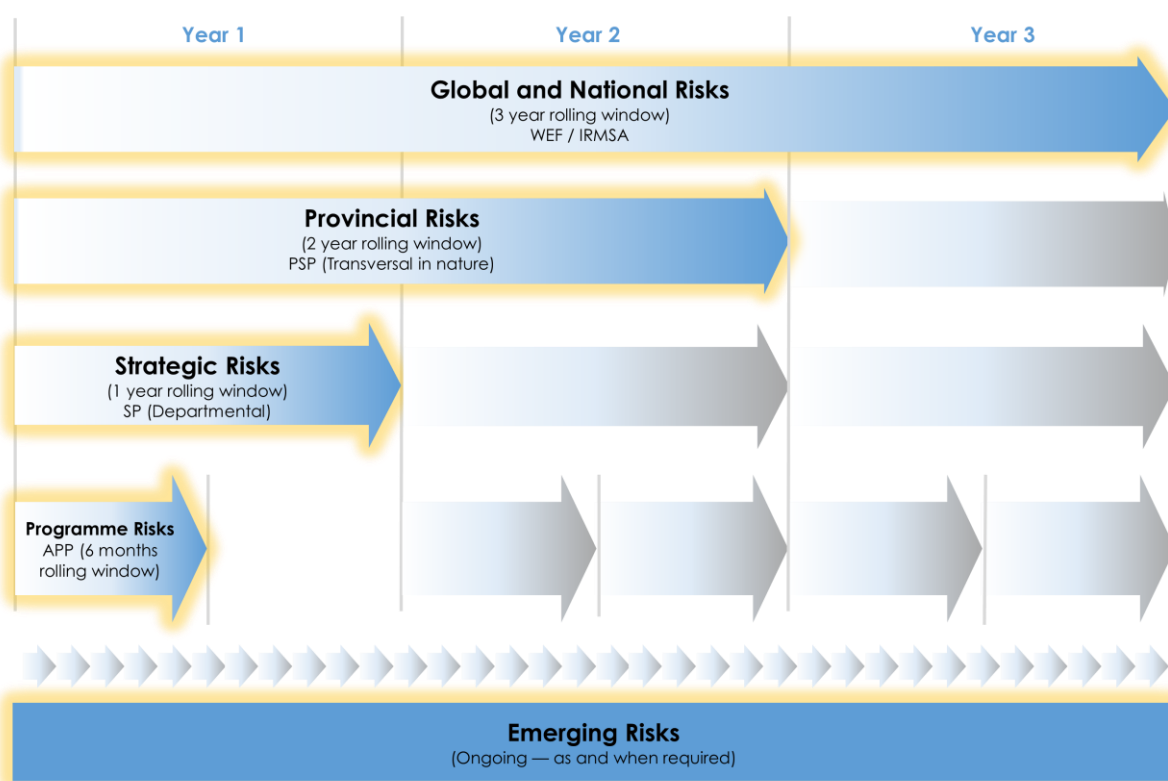 Year 1
Year 2
Year 3
Global and National Risks
(3 year rolling window)
WEF / IRMSA
Provincial Risks
(2 year rolling window)
PSP (Transversal in nature)
Strategic Risks
(1 year rolling window)
SP (Departmental)
Programme Risks
APP (6 months
rolling window)
Emerging Risks
(Ongoing — as and when required)